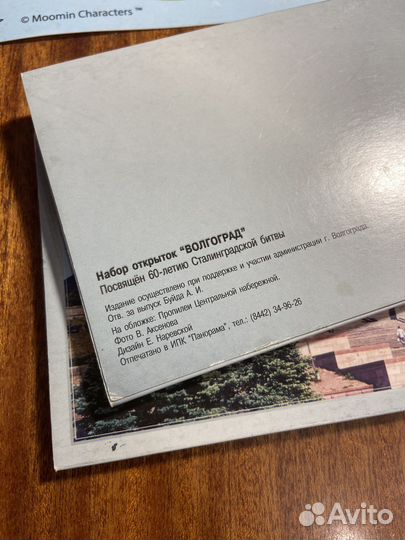 © Moomin Characters ™
Набор открыток "ВОЛГОГРАД"
Посвящён 60-летию Сталинградской битвы
Издание осуществлено при поддержке и участии администрации г. Волгограда.
Отв. за выпуск Буйда А. И.
На обложке: Пропилеи Центральной набережной.
Фото В. Аксенова
Дизайн Е. Наревской
Отпечатано в ИПК "Панорама", тел.: (8442) 34-96-26
Avito